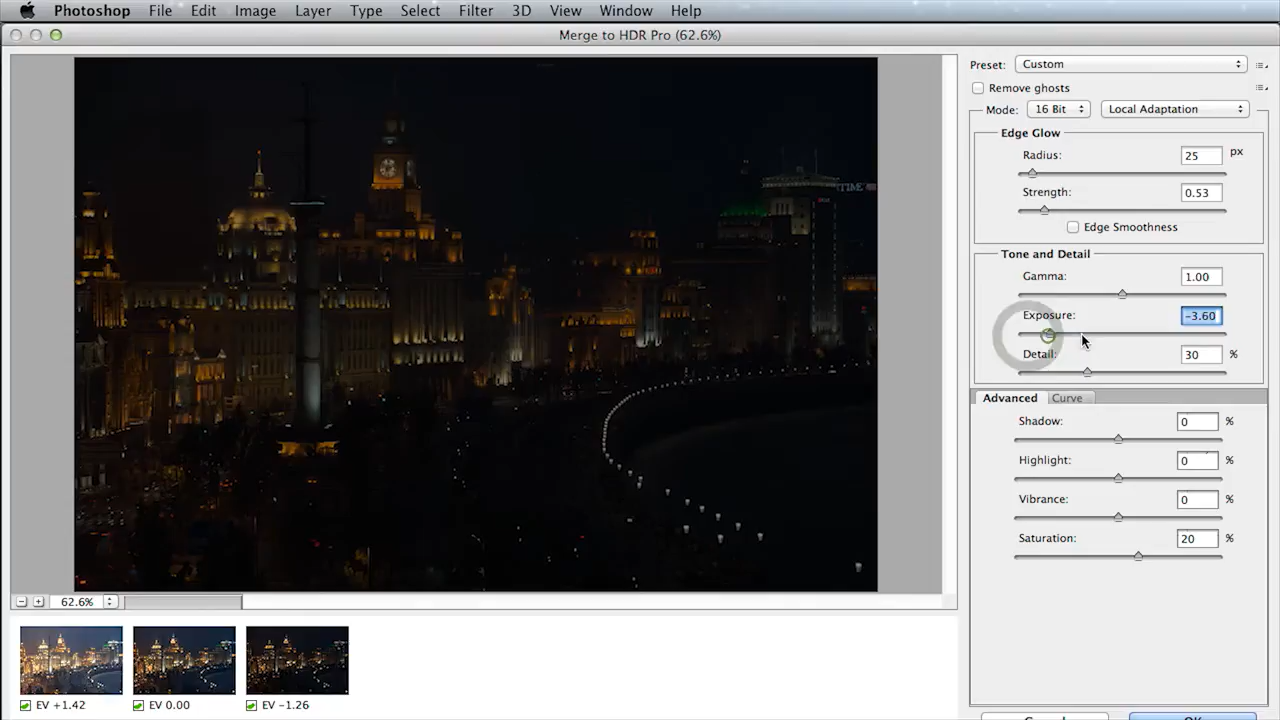 Photoshop File Edit Image Layer Type Select Filter 3D View Window Help
Merge to HDR Pro (62.6%)
Preset: Custom
Remove ghosts
Mode: 16 Bit Local Adaptation
Edge Glow
Radius: 25 px
Strength: 0.53
Edge Smoothness
Tone and Detail
Gamma: 1.00
Exposure: -3.60
Detail: 30 %
Advanced Curve
Shadow: 0 %
Highlight: 0 %
Vibrance: 0 %
Saturation: 20 %
TIME
62.6%
EV +1.42 EV 0.00 EV -1.26
Cancel OK